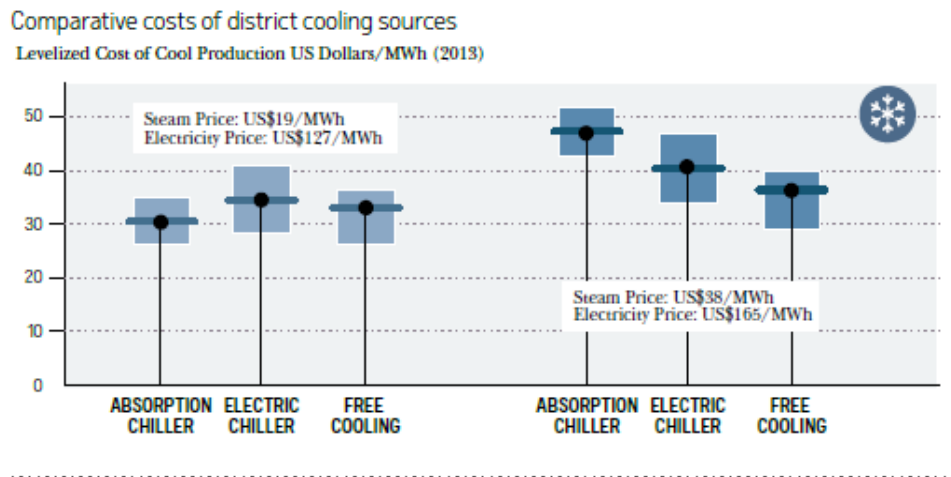 Comparative costs of district cooling sources
Levelized Cost of Cool Production US Dollars/MWh (2013)
50
40
30
20
10
0
Steam Price: US$19/MWh
Electricity Price: US$127/MWh
Steam Price: US$38/MWh
Electricity Price: US$165/MWh
ABSORPTION
CHILLER
ELECTRIC
CHILLER
FREE
COOLING
ABSORPTION
CHILLER
ELECTRIC
CHILLER
FREE
COOLING